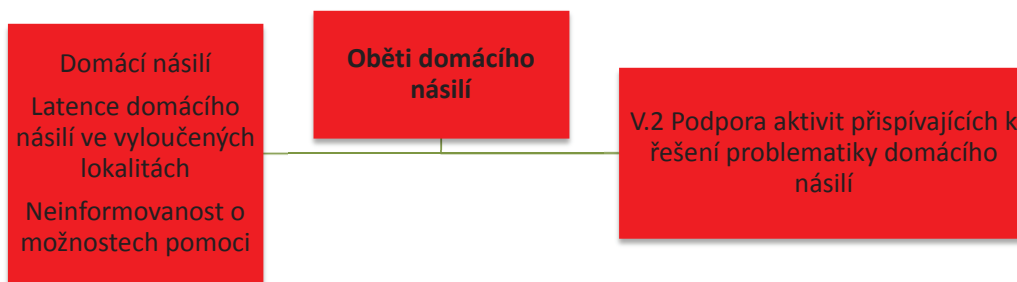 Domácí násilí
Latence domácího
násilí ve vyloučených
lokalitách
Neinformovanost o
možnostech pomoci
Oběti domácího
násilí
V.2 Podpora aktivit přispívajících k
řešení problematiky domácího
násilí